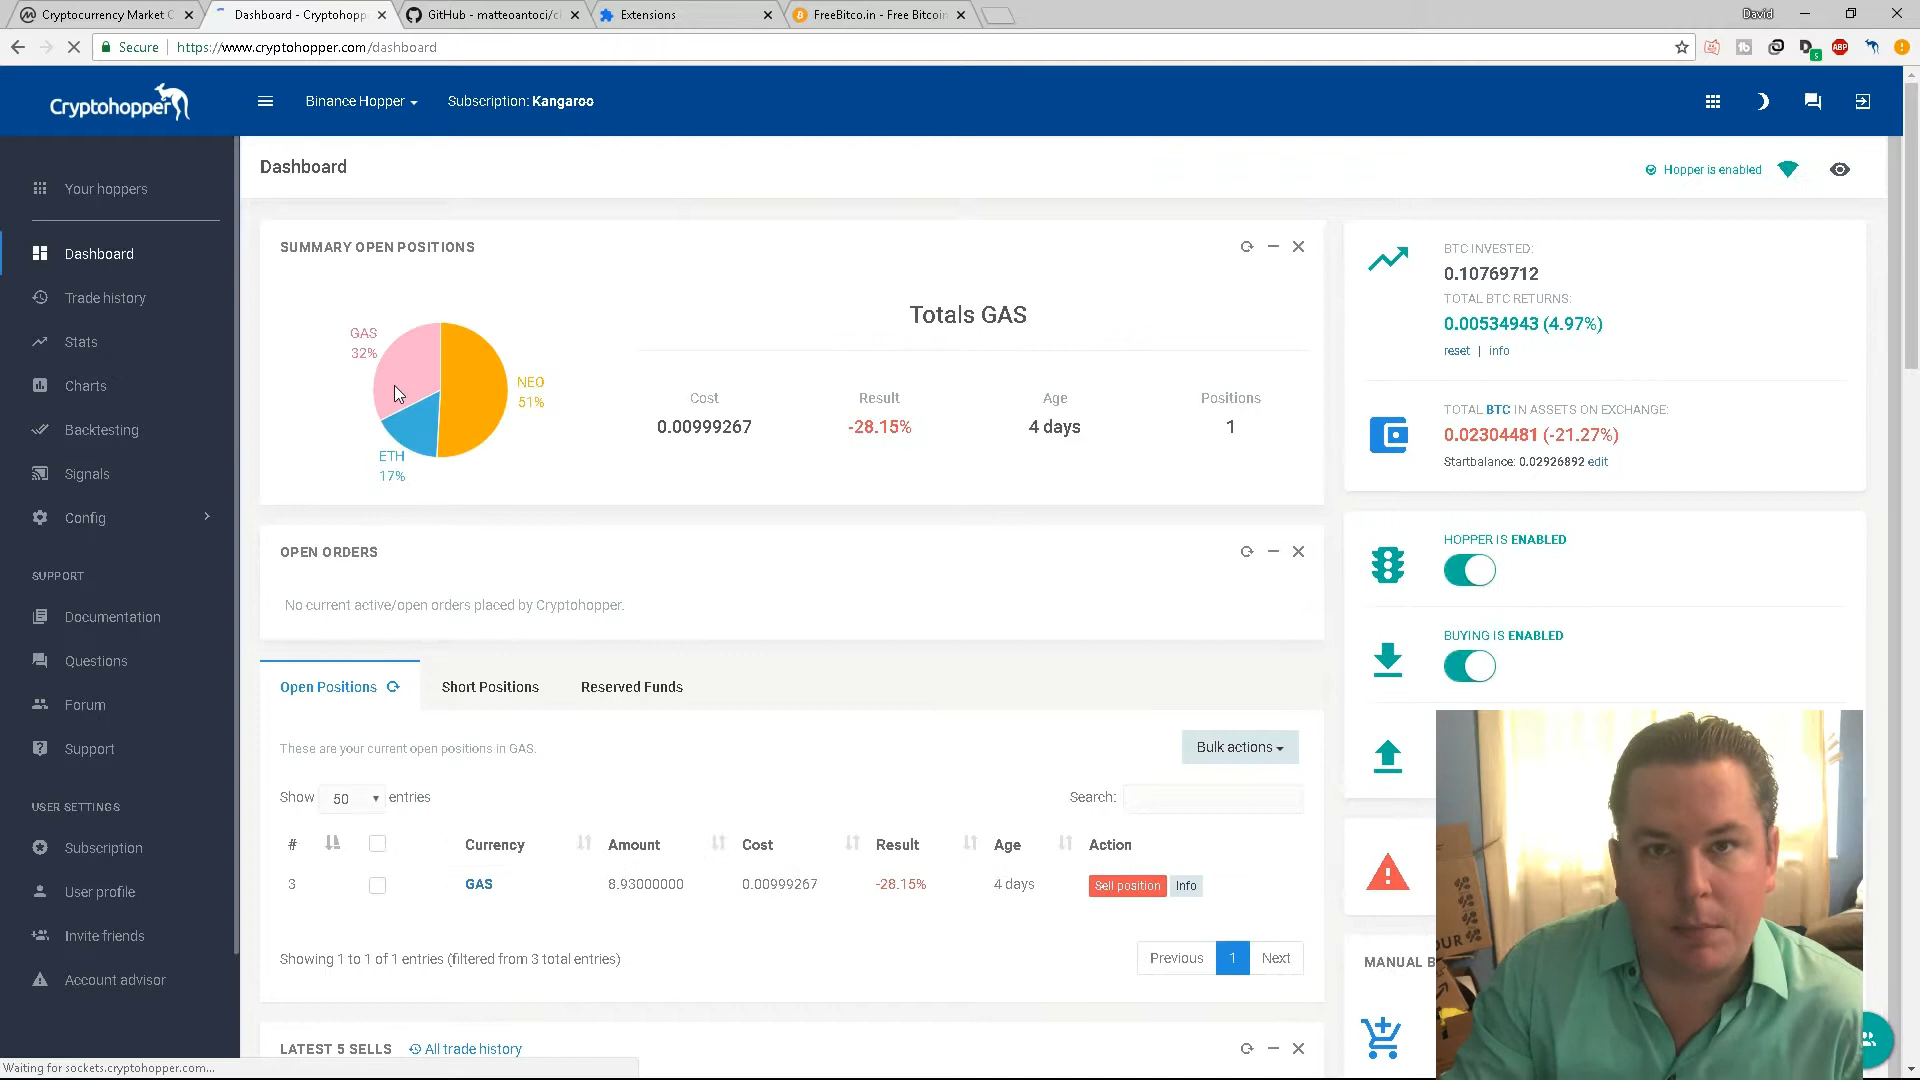 Cryptocurrency Market C
Dashboard - Cryptohopp
GitHub - matteoantoci/cl
Extensions
FreeBitco.in - Free Bitcoin
David
Secure
https://www.cryptohopper.com/dashboard
ABP
Cryptohopper
Binance Hopper
Subscription: Kangaroo
Your hoppers
Dashboard
Trade history
Stats
Charts
Backtesting
Signals
Config
SUPPORT
Documentation
Questions
Forum
Support
USER SETTINGS
Subscription
User profile
Invite friends
Account advisor
Dashboard
Hopper is enabled
SUMMARY OPEN POSITIONS
GAS
32%
NEO
51%
ETH
17%
Totals GAS
Cost
Result
Age
Positions
0.00999267
-28.15%
4 days
1
OPEN ORDERS
No current active/open orders placed by Cryptohopper.
Open Positions
Short Positions
Reserved Funds
These are your current open positions in GAS.
Bulk actions
Show 50 entries
Search:
# Currency Amount Cost Result Age Action
3 GAS 8.93000000 0.00999267 -28.15% 4 days Sell position Info
Showing 1 to 1 of 1 entries (filtered from 3 total entries)
Previous 1 Next
LATEST 5 SELLS
All trade history
BTC INVESTED:
0.10769712
TOTAL BTC RETURNS:
0.00534943 (4.97%)
reset | info
TOTAL BTC IN ASSETS ON EXCHANGE:
0.02304481 (-21.27%)
Startbalance: 0.02926892 edit
HOPPER IS ENABLED
BUYING IS ENABLED
MANUAL B
Waiting for sockets.cryptohopper.com...